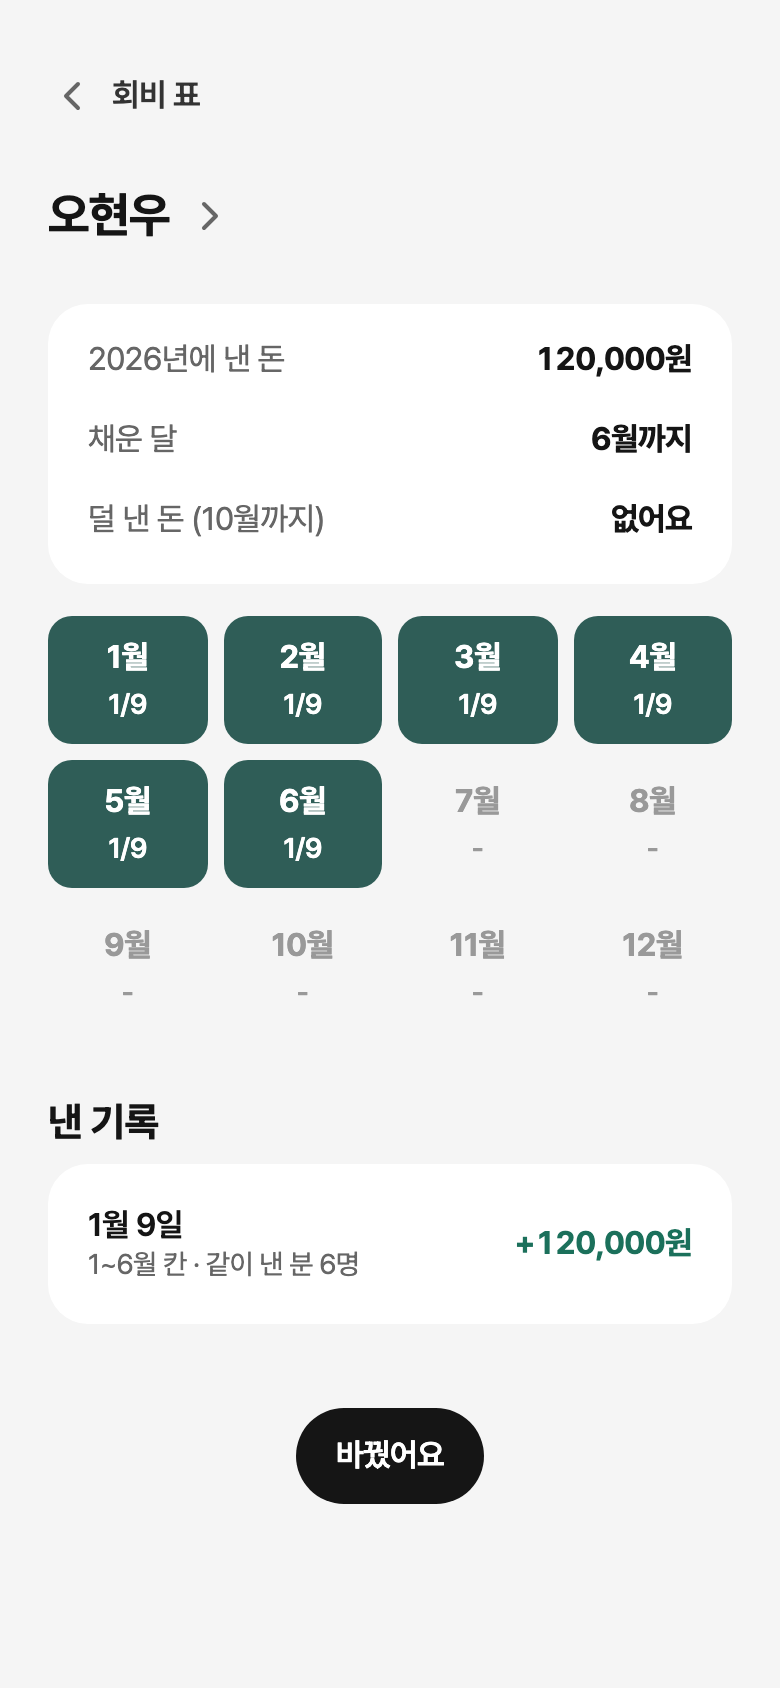 회비 표
오현우
2026년에 낸 돈 120,000원
채운 달 6월까지
덜 낸 돈 (10월까지) 없어요
1월 2월 3월 4월
1/9 1/9 1/9 1/9
5월 6월 7월 8월
1/9 1/9 - -
9월 10월 11월 12월
- - - -
낸 기록
1월 9일
1~6월 칸 · 같이 낸 분 6명
+120,000원
바꿨어요